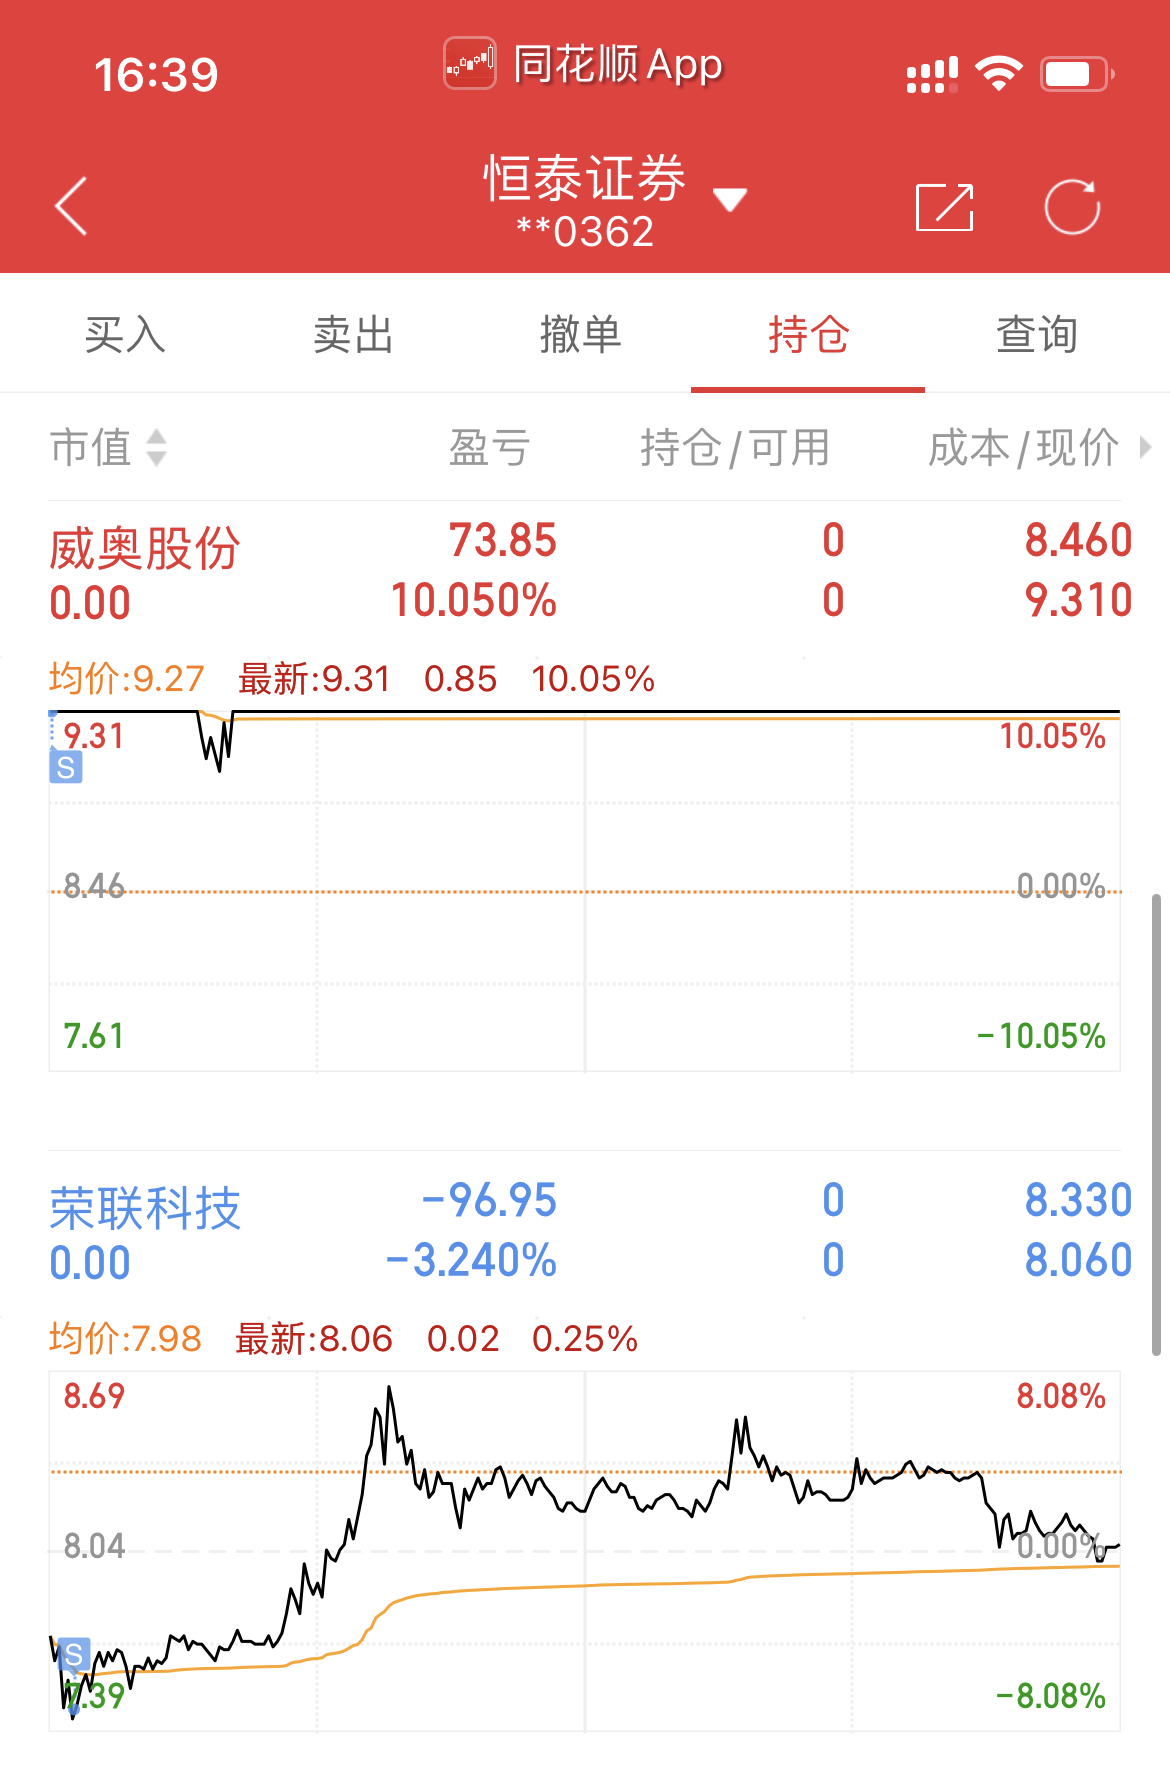 16:39 同花顺 App
恒泰证券
**0362
买入 卖出 撤单 持仓 查询
市值 盈亏 持仓/可用 成本/现价
威奥股份 73.85 0 8.460
0.00 10.050% 0 9.310
均价:9.27 最新:9.31 0.85 10.05%
9.31 10.05%
S
8.46 0.00%
7.61 -10.05%
荣联科技 -96.95 0 8.330
0.00 -3.240% 0 8.060
均价:7.98 最新:8.06 0.02 0.25%
8.69 8.08%
8.04 0.00%
S
7.39 -8.08%